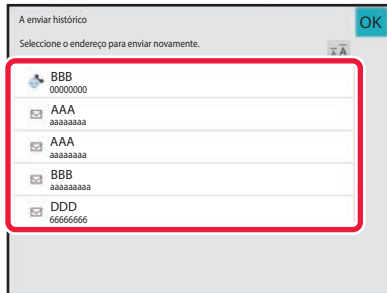 A enviar histórico
OK
Seleccione o endereço para enviar novamente.
A A
BBB
00000000
AAA
aaaaaaaa
AAA
aaaaaaaa
BBB
aaaaaaaaa
DDD
66666666